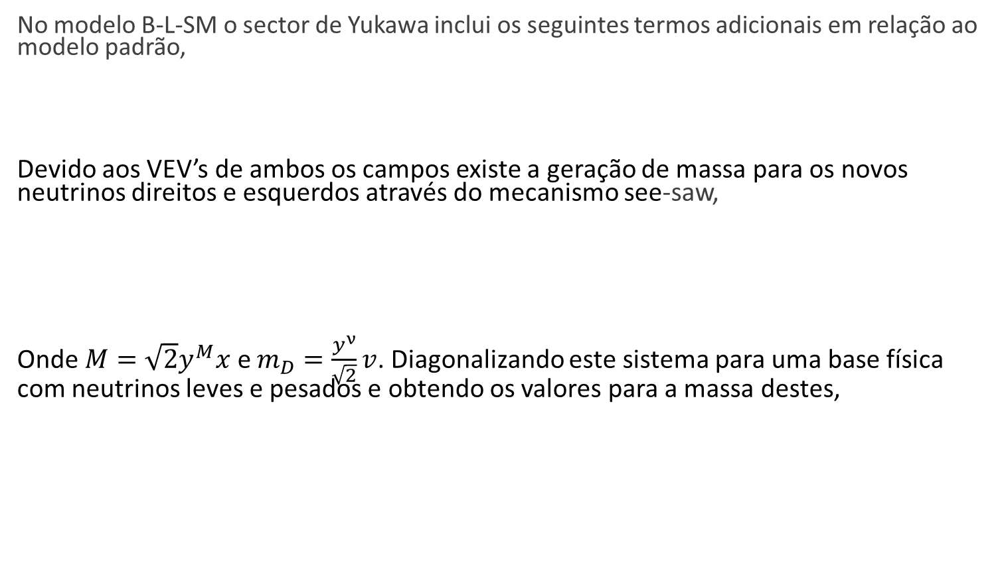 No modelo B-L-SM o sector de Yukawa inclui os seguintes termos adicionais em relação ao
modelo padrão,
Devido aos VEV’s de ambos os campos existe a geração de massa para os novos
neutrinos direitos e esquerdos através do mecanismo see-saw,
Onde $M = \sqrt{2}y^M x$ e $m_D = \frac{y^\nu}{\sqrt{2}} v$. Diagonalizando este sistema para uma base física
com neutrinos leves e pesados e obtendo os valores para a massa destes,